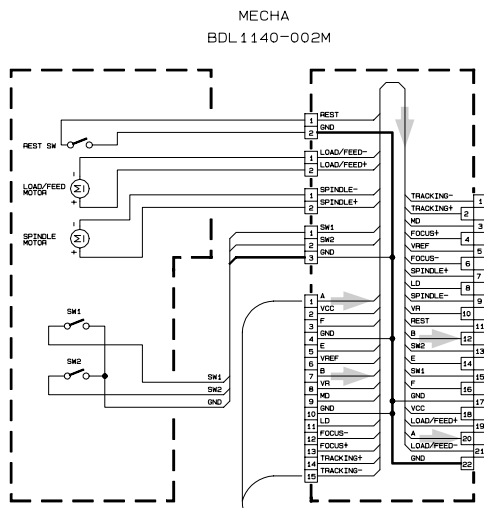 MECHA
BDL1140-002M
REST SW
LOAD/FEED
MOTOR
M
- +
SPINDLE
MOTOR
M
- +
SW1
SW2
SW1
SW2
GND
1 REST
2 GND
1 LOAD/FEED-
2 LOAD/FEED+
1 SPINDLE-
2 SPINDLE+
1 SW1
2 SW2
3 GND
1 A
2 VCC
3 F
4 GND
5 E
6 VREF
7 B
8 VR
9 MD
10 GND
11 LD
12 FOCUS-
13 FOCUS+
14 TRACKING+
15 TRACKING-
TRACKING- 1
TRACKING+ 2
MD 3
FOCUS+ 4
VREF 5
FOCUS- 6
SPINDLE+ 7
LD 8
SPINDLE- 9
VR 10
REST 11
B 12
SW2 13
E 14
SW1 15
F 16
GND 17
VCC 18
LOAD/FEED+ 19
A 20
LOAD/FEED- 21
GND 22